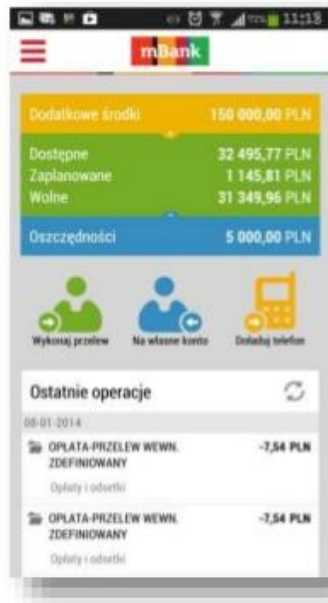 72% 11:13
mBank
Dodatkowe środki 150 000,00 PLN
Dostępne 32 495,77 PLN
Zaplanowane 1 145,81 PLN
Wolne 31 349,96 PLN
Oszczędności 5 000,00 PLN
Wykonaj przelew Na własne konto Doładuj telefon
Ostatnie operacje
08-01-2014
OPŁATA-PRZELEW WEWN. -7,54 PLN
ZDEFINIOWANY
Opłaty i odsetki
OPŁATA-PRZELEW WEWN. -7,54 PLN
ZDEFINIOWANY
Opłaty i odsetki